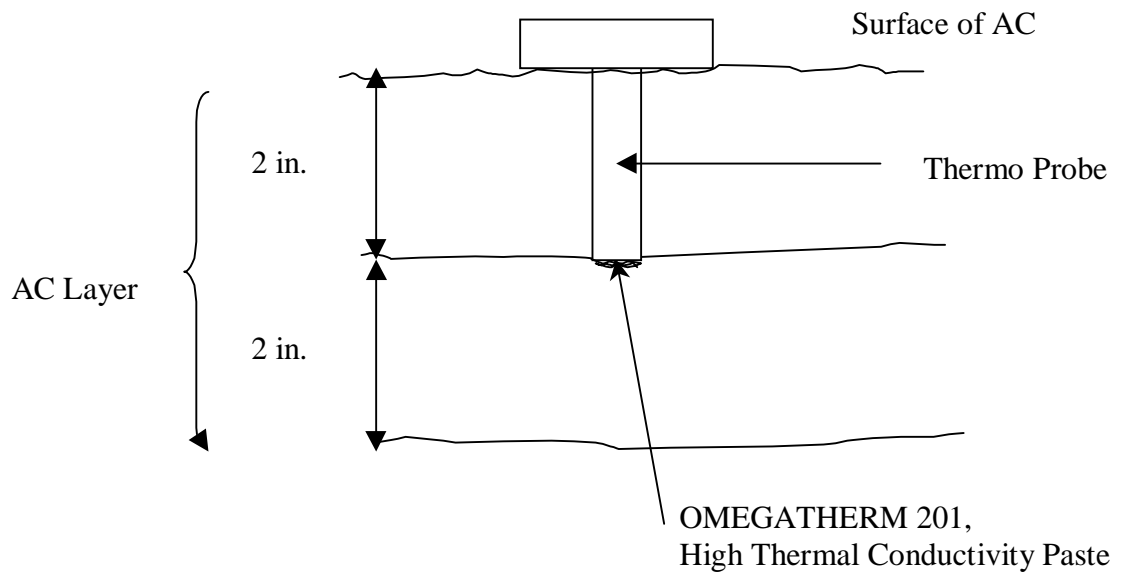 Surface of AC
2 in.
Thermo Probe
AC Layer
2 in.
OMEGATHERM 201,
High Thermal Conductivity Paste